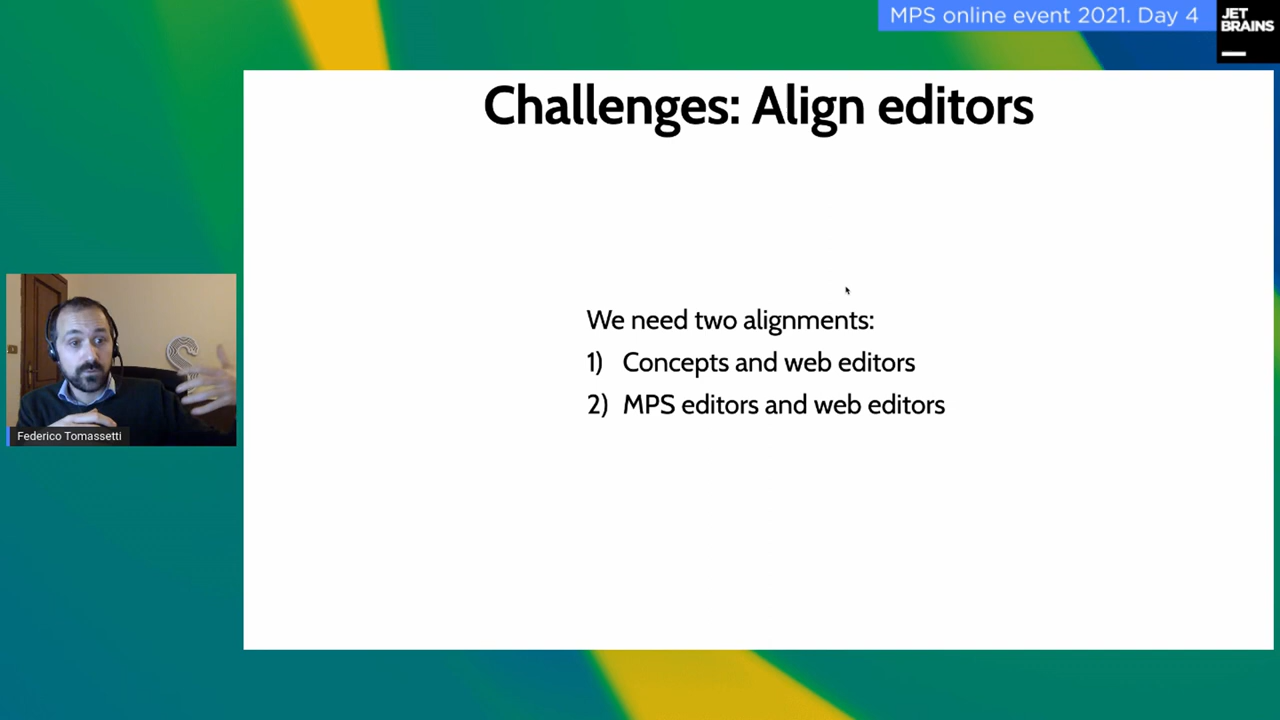 MPS online event 2021. Day 4
JET
BRAINS
Challenges: Align editors
We need two alignments:
1) Concepts and web editors
2) MPS editors and web editors
Federico Tomassetti